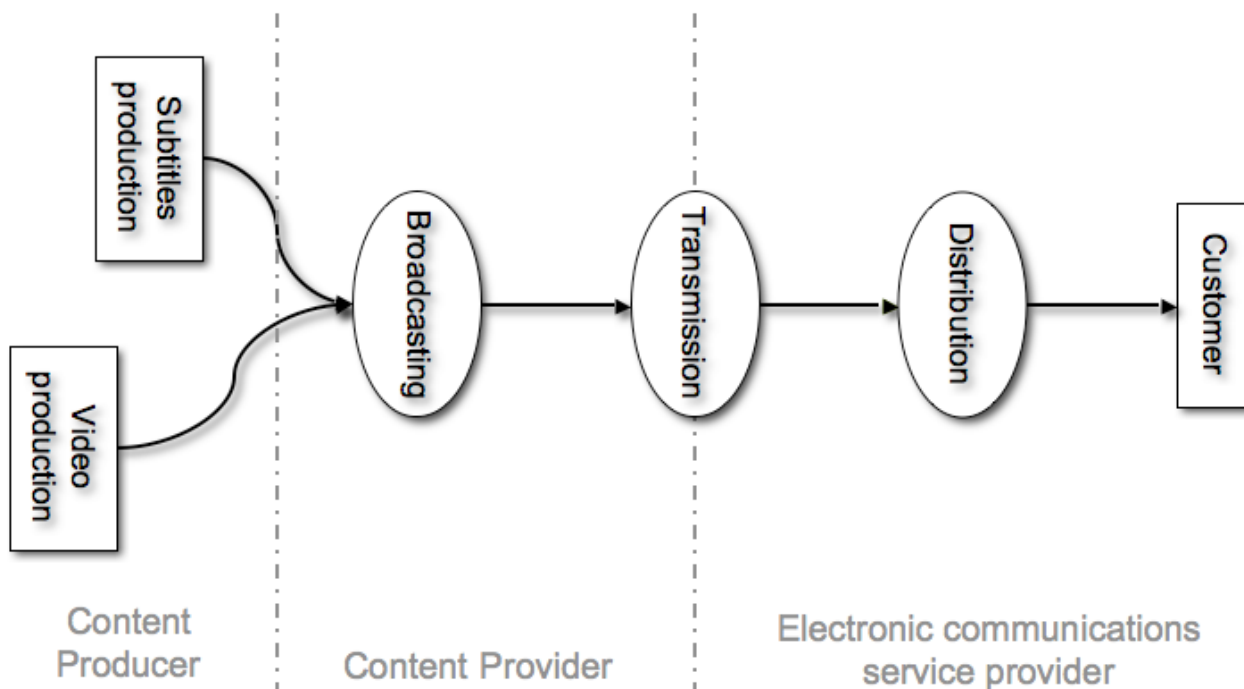 Subtitles
production
Video
production
Broadcasting
Transmission
Distribution
Customer
Content
Producer
Content Provider
Electronic communications
service provider